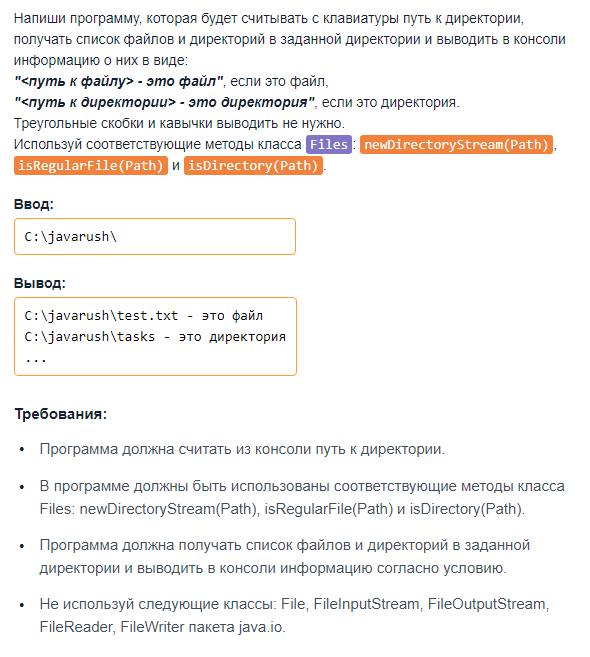 Напиши программу, которая будет считывать с клавиатуры путь к директории,
получать список файлов и директорий в заданной директории и выводить в консоли
информацию о них в виде:
"<путь к файлу> - это файл", если это файл,
"<путь к директории> - это директория", если это директория.
Треугольные скобки и кавычки выводить не нужно.
Используй соответствующие методы класса Files: newDirectoryStream(Path),
isRegularFile(Path) и isDirectory(Path).
Ввод:
C:\javarush\
Вывод:
C:\javarush\test.txt - это файл
C:\javarush\tasks - это директория
...
Требования:
• Программа должна считать из консоли путь к директории.
• В программе должны быть использованы соответствующие методы класса
Files: newDirectoryStream(Path), isRegularFile(Path) и isDirectory(Path).
• Программа должна получать список файлов и директорий в заданной
директории и выводить в консоли информацию согласно условию.
• Не используй следующие классы: File, FileInputStream, FileOutputStream,
FileReader, FileWriter пакета java.io.